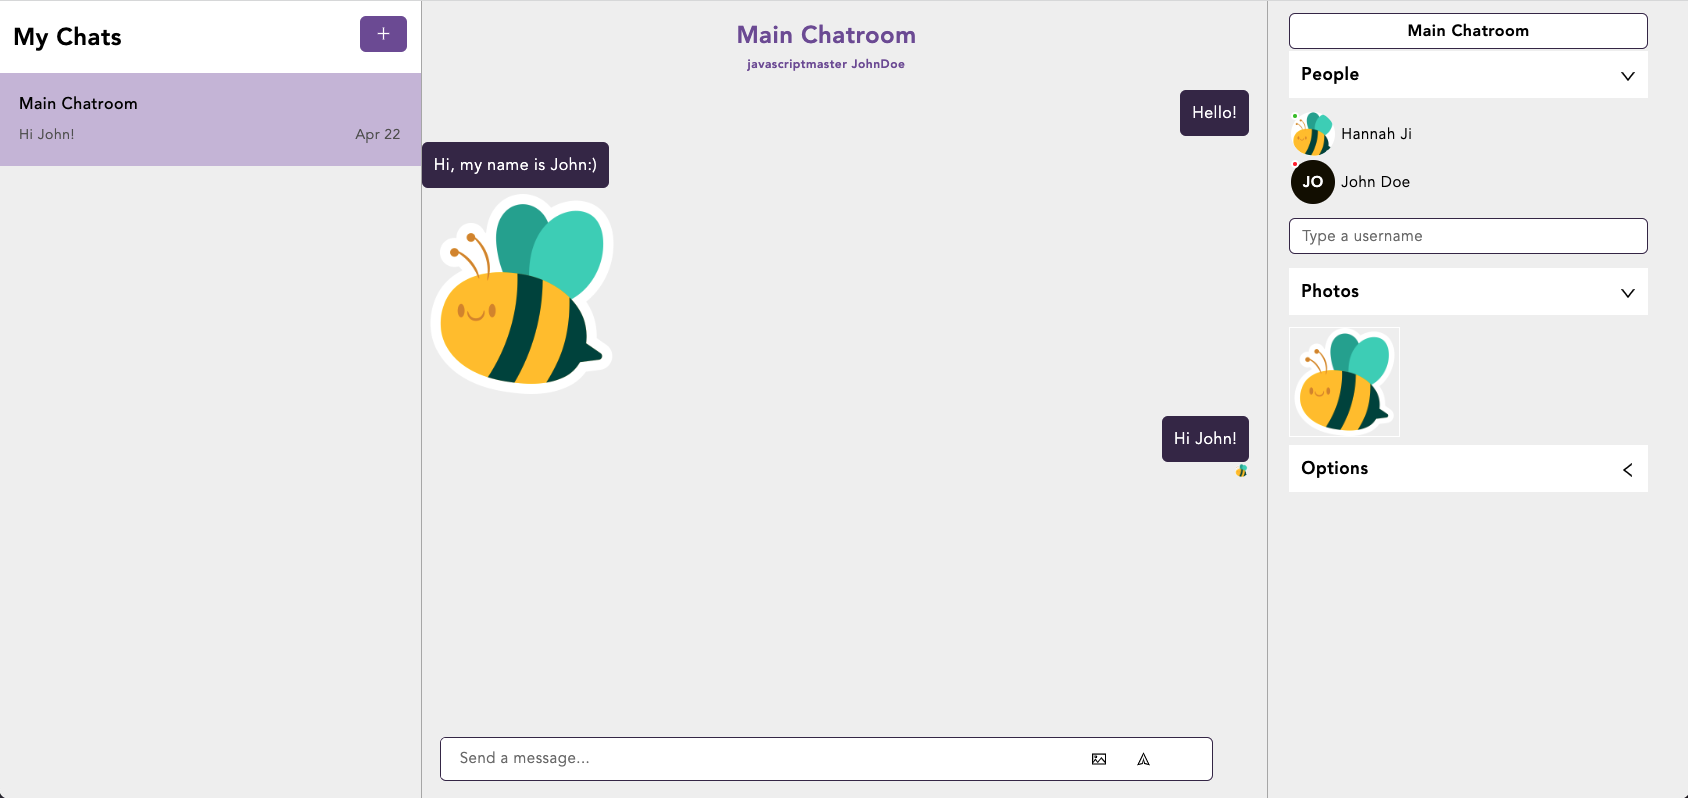 My Chats
+
Main Chatroom
Hi John!
Apr 22
Main Chatroom
javascriptmaster JohnDoe
Hello!
Hi, my name is John:)
Hi John!
Send a message...
Main Chatroom
People
Hannah Ji
JO
John Doe
Type a username
Photos
Options